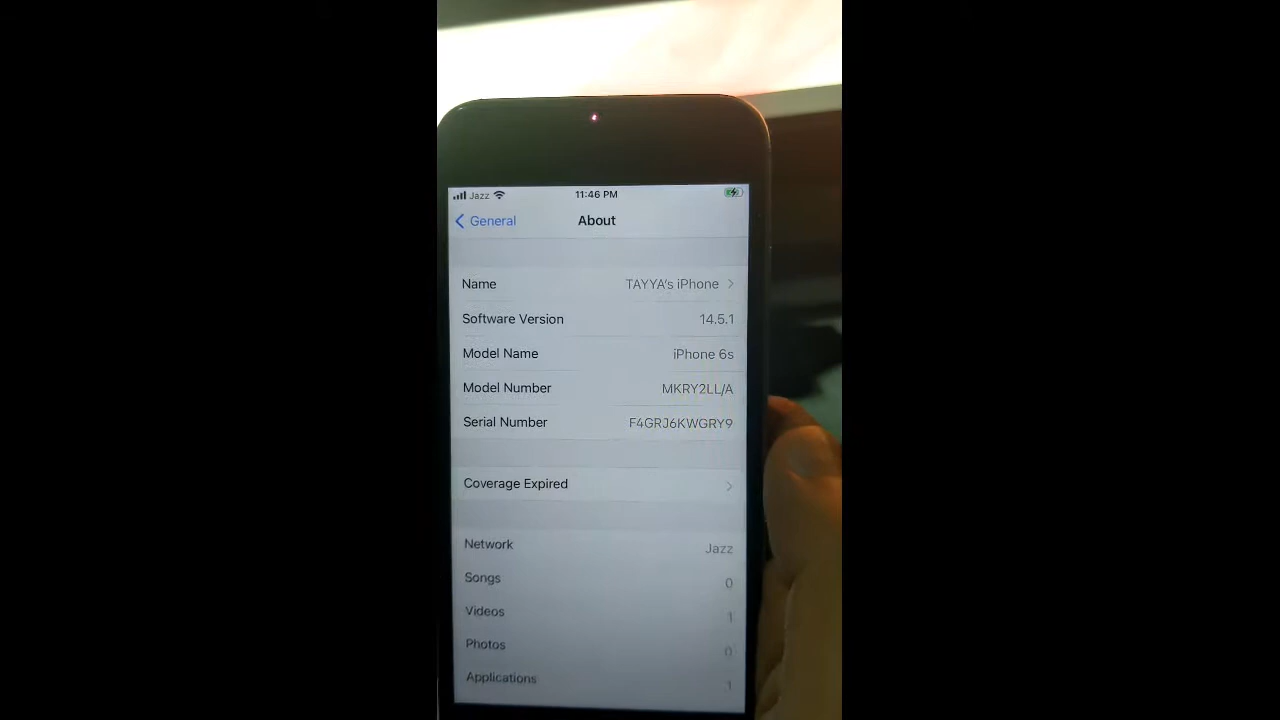 Jazz 11:46 PM
General About
Name TAYYA's iPhone
Software Version 14.5.1
Model Name iPhone 6s
Model Number MKRY2LL/A
Serial Number F4GRJ6KWGRY9
Coverage Expired
Network Jazz
Songs 0
Videos 1
Photos 0
Applications 1